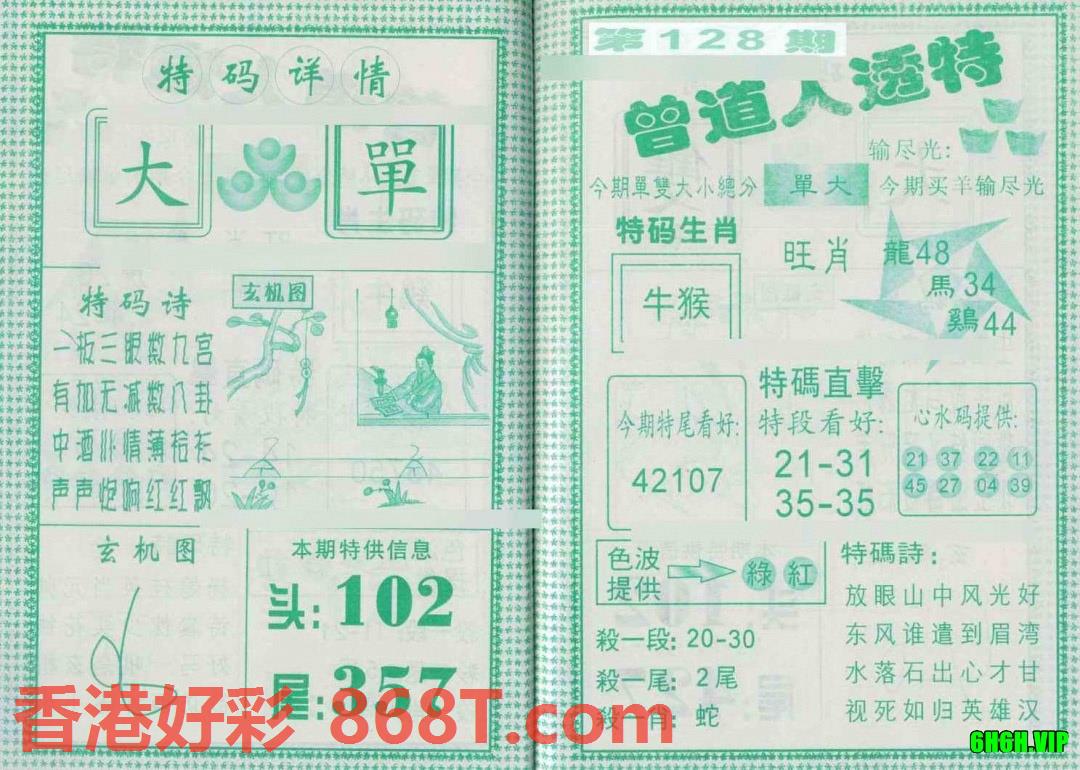 特码详情
大 單
特码诗
一板三眼数九宫
有加无减数八卦
中酒 情薄拾衫
声声炮响红红飘
玄机图
玄机图
本期特供信息
头:102
尾:357
第128期
曾道人透特
输尽光:
今期單雙大小總分 單大 今期买羊输尽光
特码生肖
牛猴
旺肖 龍48
馬34
鷄44
今期特尾看好:
42107
特碼直擊
特段看好:
21-31
35-35
心水码提供:
21 37 22 11
45 27 04 39
色波
提供
綠 紅
殺一段: 20-30
殺一尾: 2尾
殺一肖: 蛇
特碼詩:
放眼山中风光好
东风谁遣到眉湾
水落石出心才甘
视死如归英雄汉
香港好彩 868T.com
6H6H.VIP